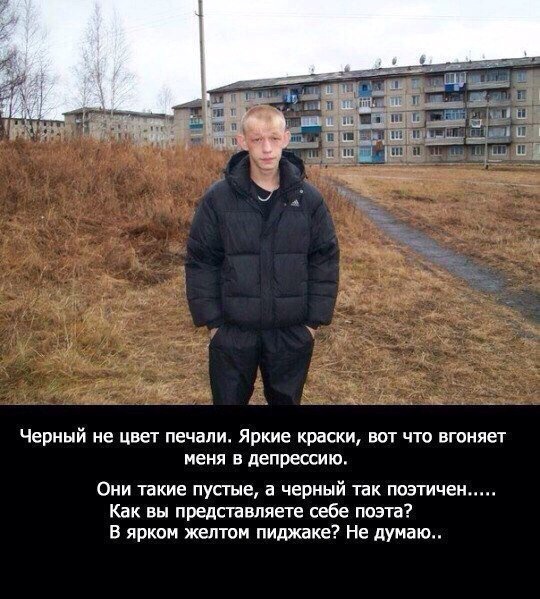 adidas
Черный не цвет печали. Яркие краски, вот что вгоняет
меня в депрессию.
Они такие пустые, а черный так поэтичен.....
Как вы представляете себе поэта?
В ярком желтом пиджаке? Не думаю..